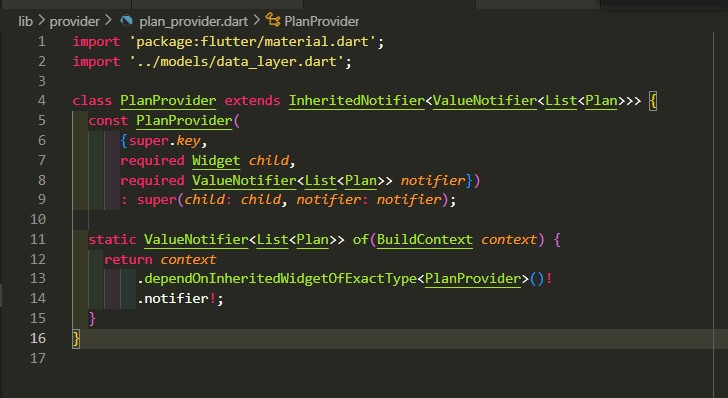 lib > provider > plan_provider.dart > PlanProvider
1 import 'package:flutter/material.dart';
2 import '../models/data_layer.dart';
3
4 class PlanProvider extends InheritedNotifier<ValueNotifier<List<Plan>>> {
5   const PlanProvider(
6       {super.key,
7       required Widget child,
8       required ValueNotifier<List<Plan>> notifier})
9       : super(child: child, notifier: notifier);
10
11   static ValueNotifier<List<Plan>> of(BuildContext context) {
12     return context
13         .dependOnInheritedWidgetOfExactType<PlanProvider>()!
14         .notifier!;
15   }
16 }
17